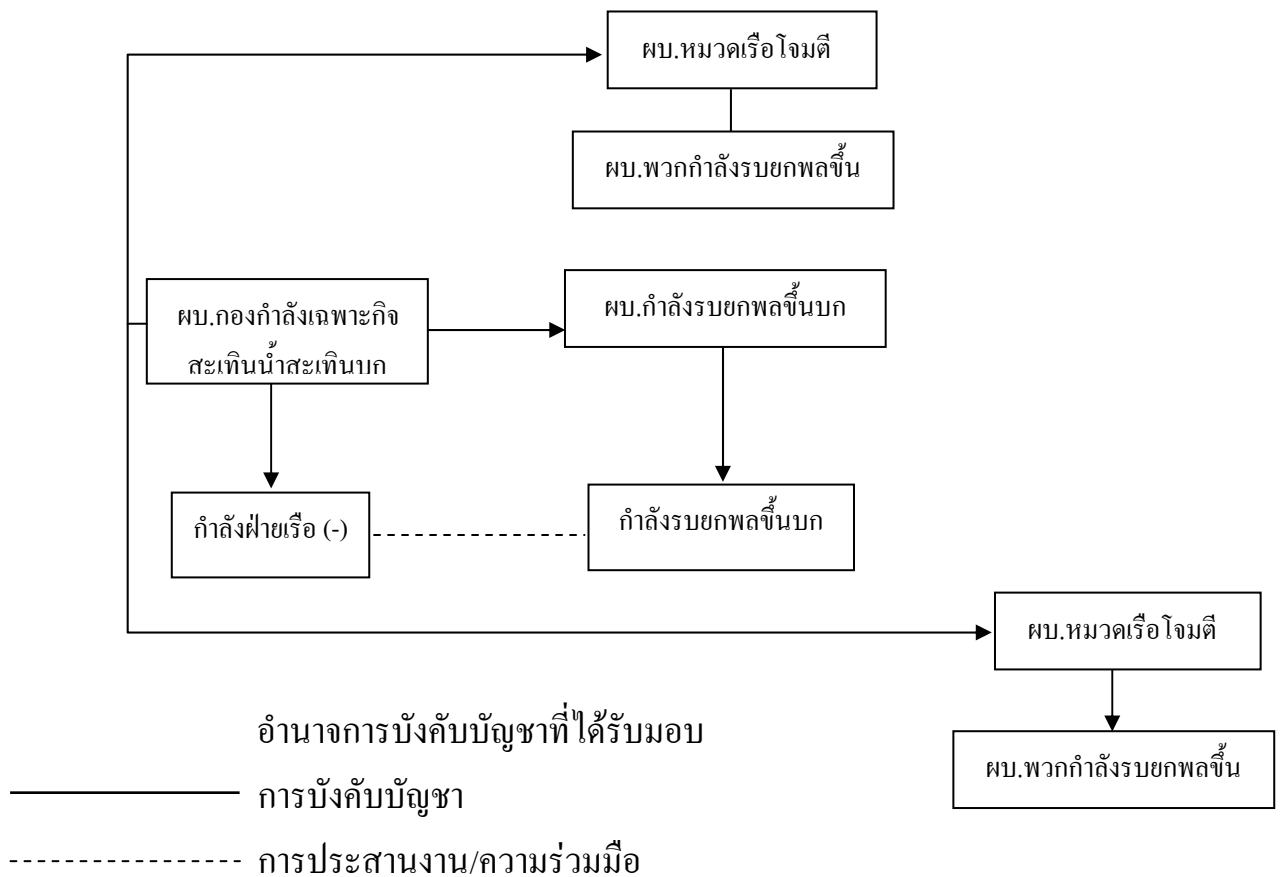 ผบ.หมวดเรือโจมตี
ผบ.พวกกำลังรบยกพลขึ้น
ผบ.กองกำลังเฉพาะกิจ
สะเทินน้ำสะเทินบก
ผบ.กำลังรบยกพลขึ้นบก
กำลังฝ่ายเรือ (-)
กำลังรบยกพลขึ้นบก
ผบ.หมวดเรือโจมตี
ผบ.พวกกำลังรบยกพลขึ้น
อำนาจการบังคับบัญชาที่ได้รับมอบ
การบังคับบัญชา
การประสานงาน/ความร่วมมือ